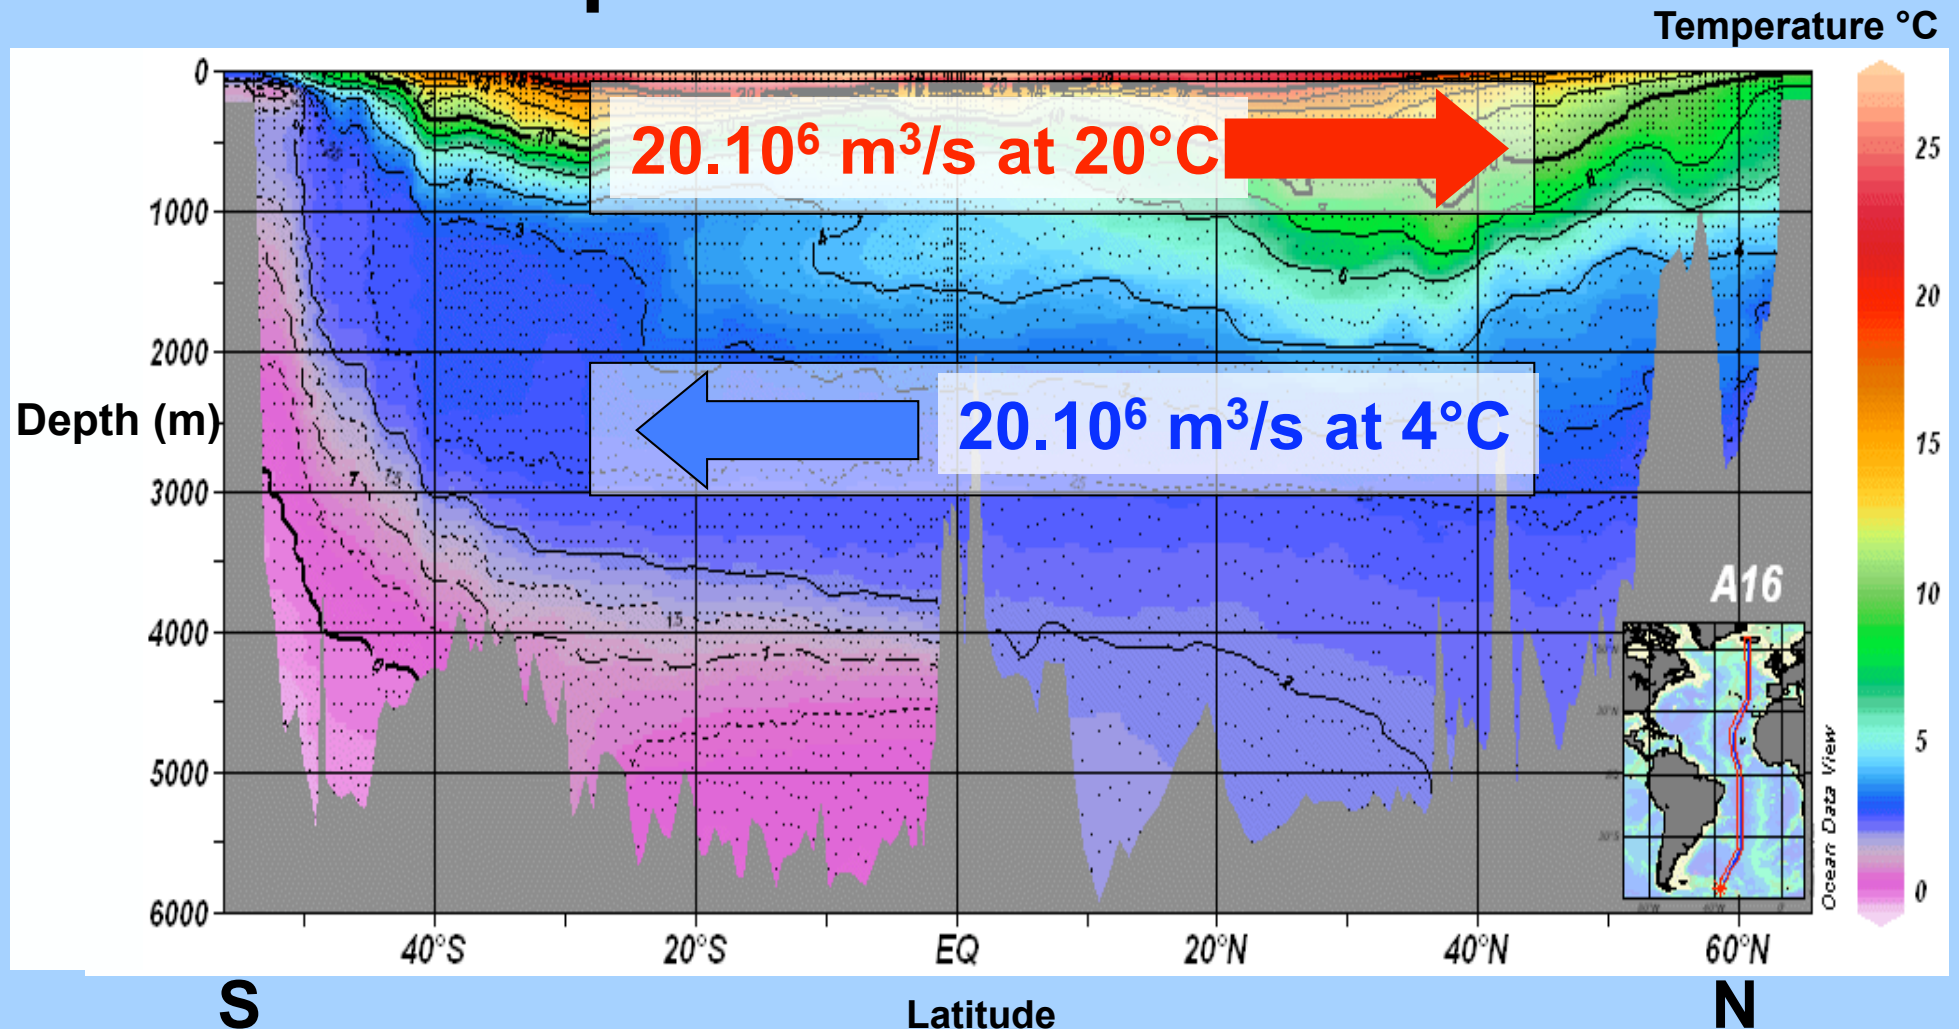 Temperature °C
0
1000
2000
3000
4000
5000
6000
Depth (m)
20.10⁶ m³/s at 20°C
20.10⁶ m³/s at 4°C
25
20
15
10
5
0
A16
Ocean Data View
40°S
20°S
EQ
20°N
40°N
60°N
S
Latitude
N